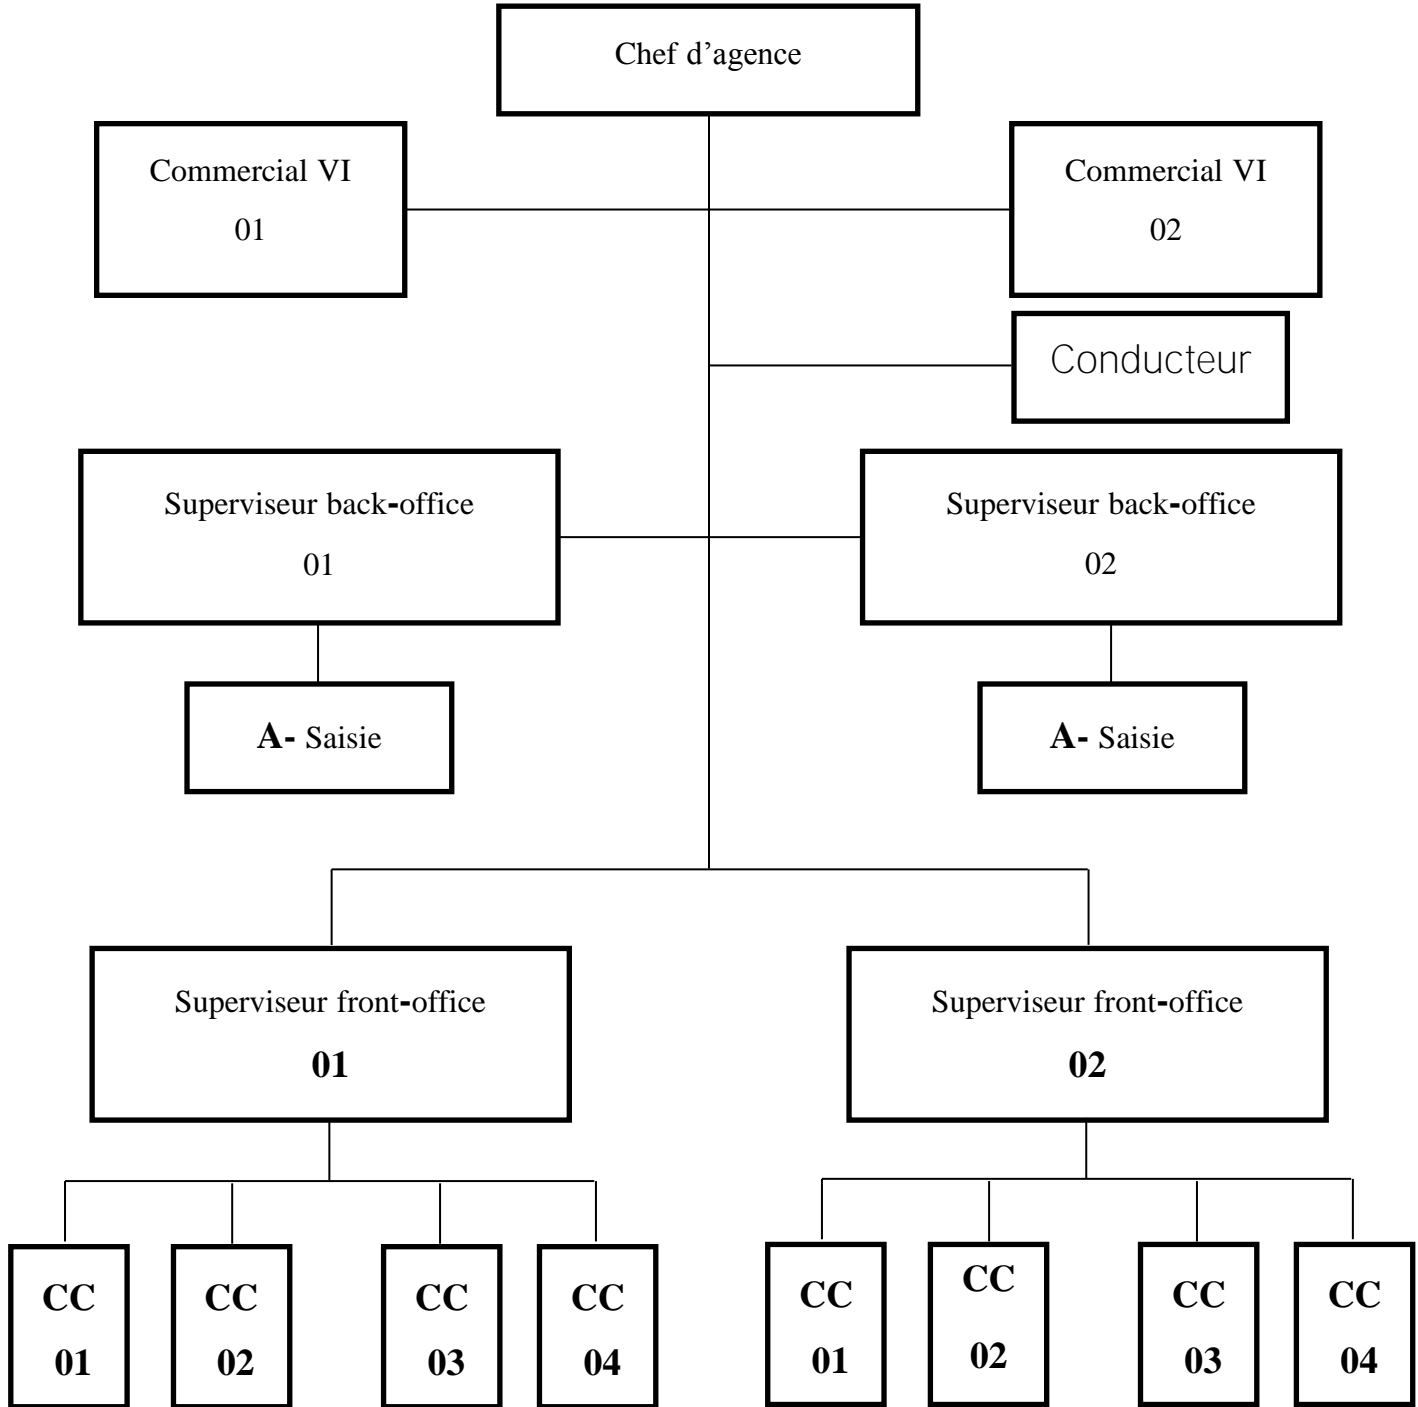 Chef d’agence
Commercial VI
01
Commercial VI
02
Conducteur
Superviseur back-office
01
Superviseur back-office
02
A- Saisie
A- Saisie
Superviseur front-office
01
Superviseur front-office
02
CC
01
CC
02
CC
03
CC
04
CC
01
CC
02
CC
03
CC
04